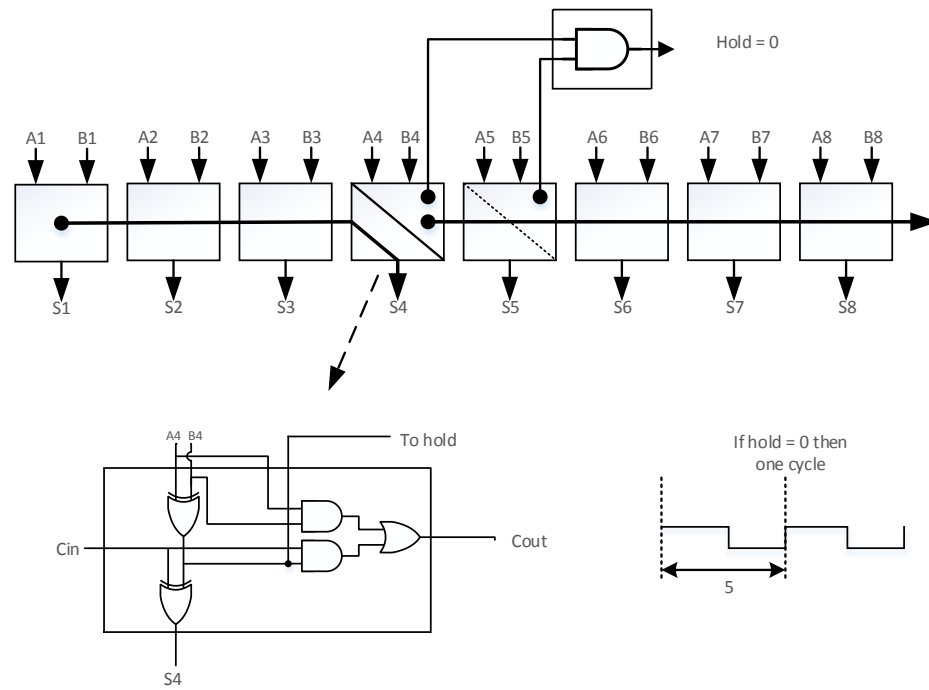 Hold = 0
A1 B1 A2 B2 A3 B3 A4 B4 A5 B5 A6 B6 A7 B7 A8 B8
S1 S2 S3 S4 S5 S6 S7 S8
A4 B4
To hold
Cin
Cout
S4
If hold = 0 then
one cycle
5